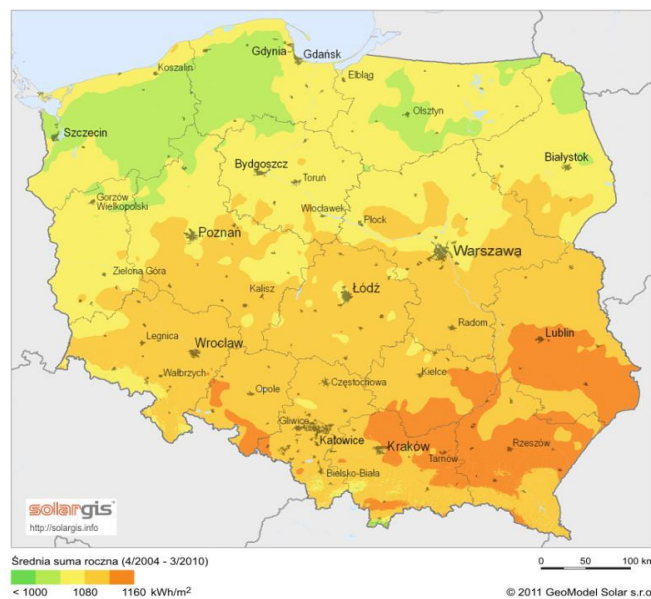 Gdynia
Gdańsk
Koszalin
Elbląg
Olsztyn
Szczecin
Białystok
Bydgoszcz
Toruń
Gorzów
Wielkopolski
Włocławek
Płock
Poznań
Warszawa
Zielona Góra
Kalisz
Łódź
Legnica
Wrocław
Radom
Lublin
Wałbrzych
Opole
Częstochowa
Kielce
Gliwice
Katowice
Kraków
Tarnów
Rzeszów
Bielsko-Biała
solargis
http://solargis.info
Średnia suma roczna (4/2004 - 3/2010)
0 50 100 km
< 1000 1080 1160 kWh/m²
© 2011 GeoModel Solar s.r.o